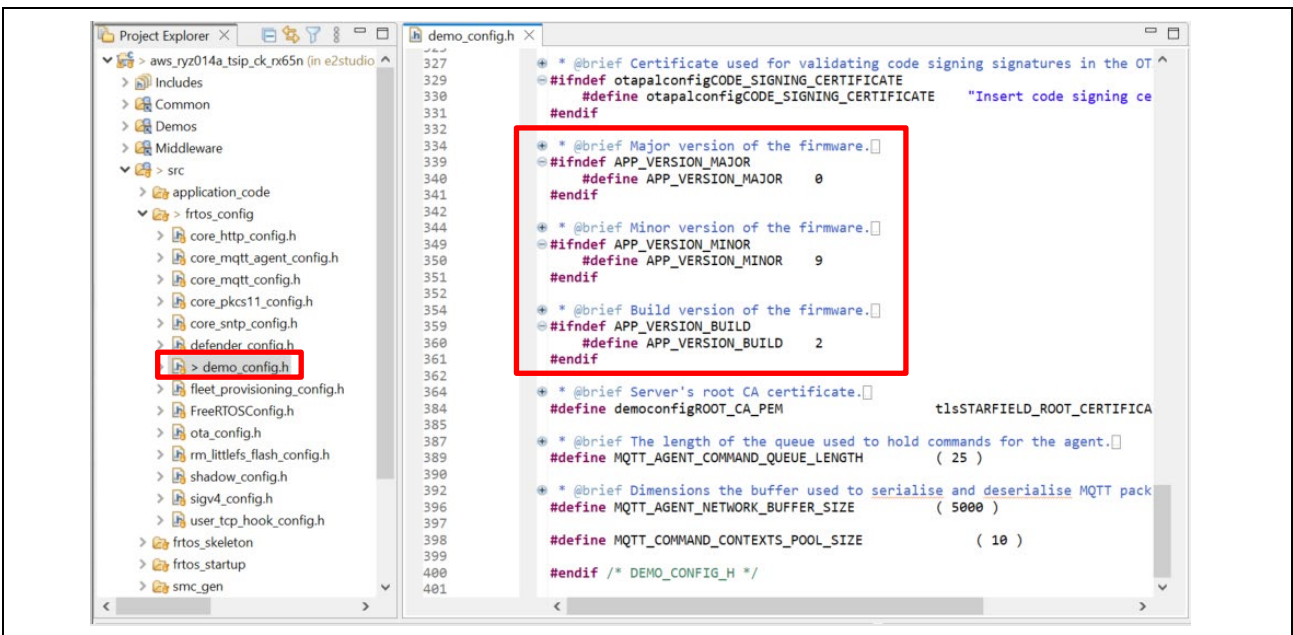 Project Explorer
aws_ryz014a_tsip_ck_rx65n (in e2studio
Includes
Common
Demos
Middleware
> src
application_code
> frtos_config
core_http_config.h
core_mqtt_agent_config.h
core_mqtt_config.h
core_pkcs11_config.h
core_sntp_config.h
defender_config.h
> demo_config.h
fleet_provisioning_config.h
FreeRTOSConfig.h
ota_config.h
rm_littlefs_flash_config.h
shadow_config.h
sigv4_config.h
user_tcp_hook_config.h
frtos_skeleton
frtos_startup
smc_gen
demo_config.h
327 * @brief Certificate used for validating code signing signatures in the OT
329 #ifndef otapalconfigCODE_SIGNING_CERTIFICATE
330 #define otapalconfigCODE_SIGNING_CERTIFICATE "Insert code signing ce
331 #endif
332
334 * @brief Major version of the firmware.
339 #ifndef APP_VERSION_MAJOR
340 #define APP_VERSION_MAJOR 0
341 #endif
342
344 * @brief Minor version of the firmware.
349 #ifndef APP_VERSION_MINOR
350 #define APP_VERSION_MINOR 9
351 #endif
352
354 * @brief Build version of the firmware.
359 #ifndef APP_VERSION_BUILD
360 #define APP_VERSION_BUILD 2
361 #endif
362
364 * @brief Server's root CA certificate.
384 #define democonfigROOT_CA_PEM tlsSTARFIELD_ROOT_CERTIFICA
385
387 * @brief The length of the queue used to hold commands for the agent.
389 #define MQTT_AGENT_COMMAND_QUEUE_LENGTH ( 25 )
390
392 * @brief Dimensions the buffer used to serialise and deserialise MQTT pack
396 #define MQTT_AGENT_NETWORK_BUFFER_SIZE ( 5000 )
397
398 #define MQTT_COMMAND_CONTEXTS_POOL_SIZE ( 10 )
399
400 #endif /* DEMO_CONFIG_H */
401